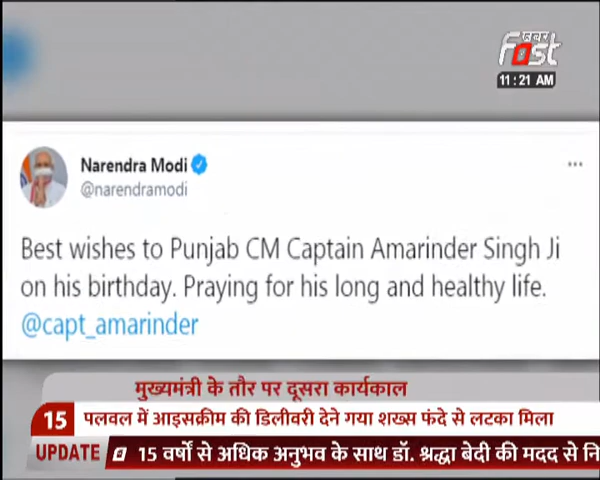 खबर
Fast
11:21 AM
Narendra Modi
@narendramodi
Best wishes to Punjab CM Captain Amarinder Singh Ji
on his birthday. Praying for his long and healthy life.
@capt_amarinder
मुख्यमंत्री के तौर पर दूसरा कार्यकाल
15 पलवल में आइसक्रीम की डिलीवरी देने गया शख्स फंदे से लटका मिला
UPDATE 15 वर्षों से अधिक अनुभव के साथ डॉ. श्रद्धा बेदी की मदद से नि